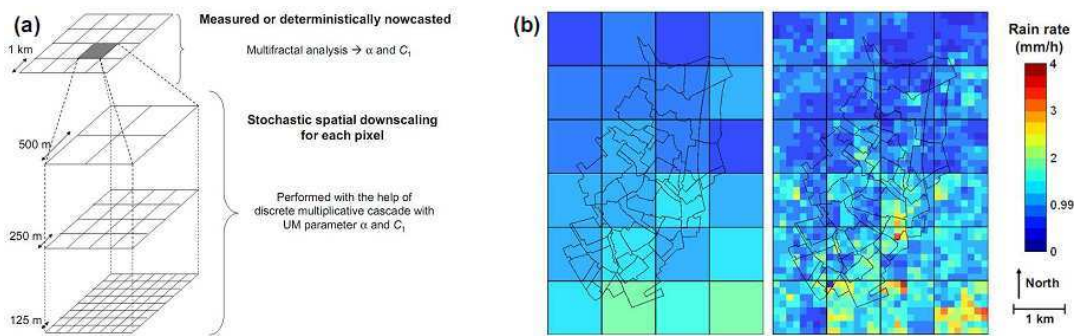 (a)
Measured or deterministically nowcasted
1 km
Multifractal analysis → α and C₁
Stochastic spatial downscaling
for each pixel
500 m
Performed with the help of
discrete multiplicative cascade with
UM parameter α and C₁
250 m
125 m
(b)
Rain rate
(mm/h)
4
3
2
1
0.99
0
North
1 km